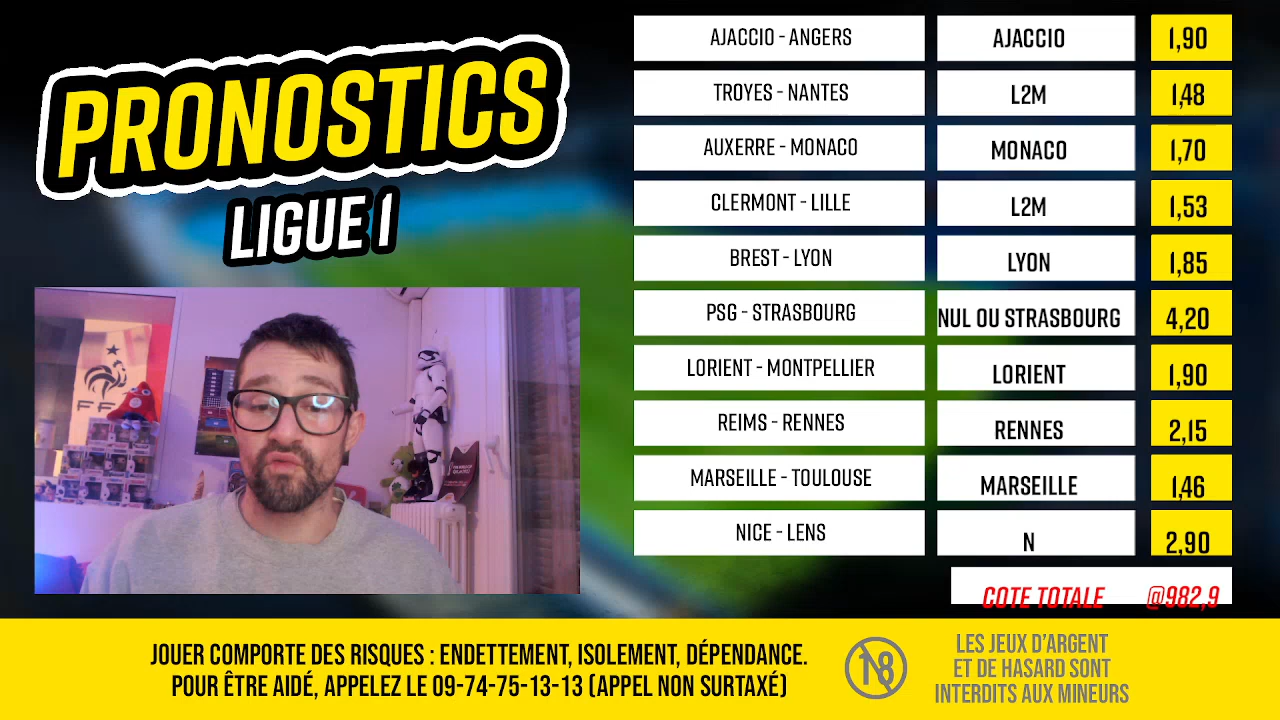 PRONOSTICS
LIGUE 1
FF
AJACCIO - ANGERS AJACCIO 1,90
TROYES - NANTES L2M 1,48
AUXERRE - MONACO MONACO 1,70
CLERMONT - LILLE L2M 1,53
BREST - LYON LYON 1,85
PSG - STRASBOURG NUL OU STRASBOURG 4,20
LORIENT - MONTPELLIER LORIENT 1,90
REIMS - RENNES RENNES 2,15
MARSEILLE - TOULOUSE MARSEILLE 1,46
NICE - LENS N 2,90
COTE TOTALE @982,9
JOUER COMPORTE DES RISQUES : ENDETTEMENT, ISOLEMENT, DÉPENDANCE.
POUR ÊTRE AIDÉ, APPELEZ LE 09-74-75-13-13 (APPEL NON SURTAXÉ)
18
LES JEUX D'ARGENT
ET DE HASARD SONT
INTERDITS AUX MINEURS